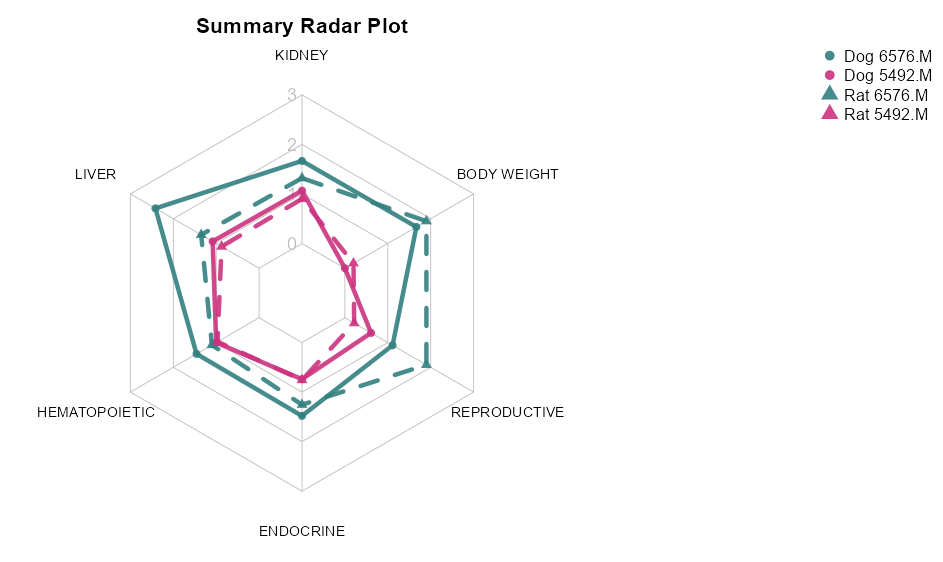 Summary Radar Plot
KIDNEY
Dog 6576.M
Dog 5492.M
Rat 6576.M
Rat 5492.M
3
2
1
0
LIVER
BODY WEIGHT
HEMATOPOIETIC
REPRODUCTIVE
ENDOCRINE